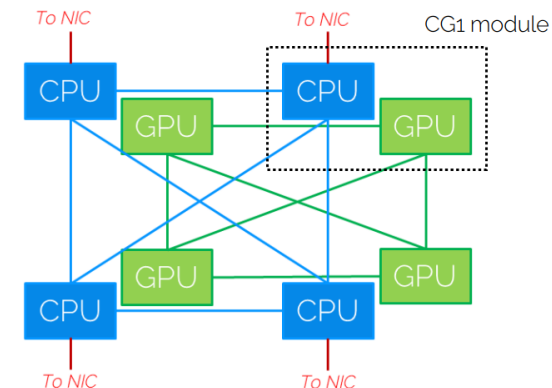 To NIC
To NIC
CG1 module
CPU
CPU
GPU
GPU
GPU
GPU
CPU
CPU
To NIC
To NIC